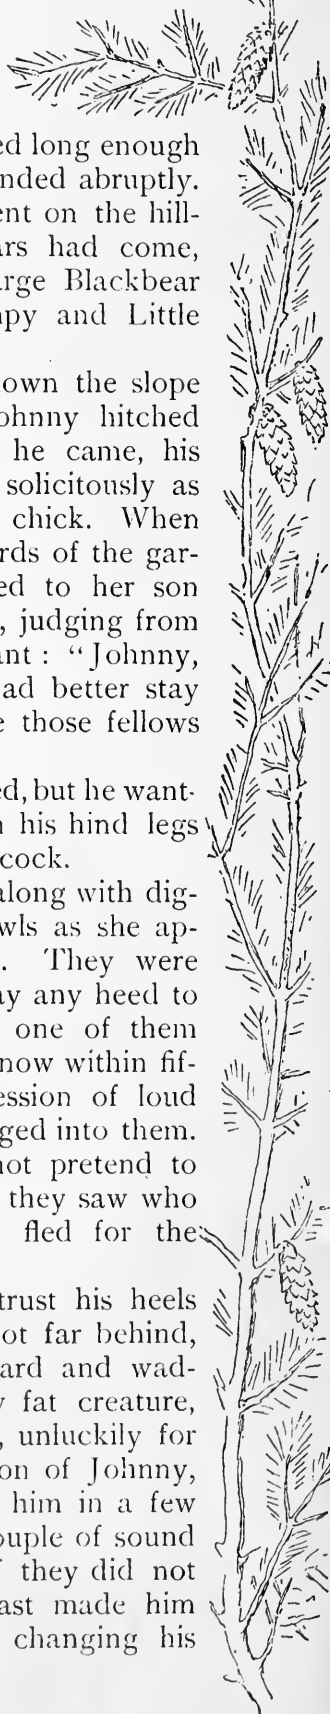 ed long enough
nded abruptly.
ent on the hill-
ars had come,
arge Blackbear
npy and Little
own the slope
ohnny hitched
he came, his
solicitously as
chick. When
rds of the gar-
ed to her son
, judging from
ant: "Johnny,
ad better stay
e those fellows
ed, but he want-
n his hind legs
cock.
along with dig-
wls as she ap-
. They were
ay any heed to
one of them
now within fif-
ession of loud
ged into them.
not pretend to
they saw who
fled for the
trust his heels
ot far behind,
ard and wad-
y fat creature,
, unluckily for
on of Johnny,
him in a few
ouple of sound
f they did not
ast made him
changing his